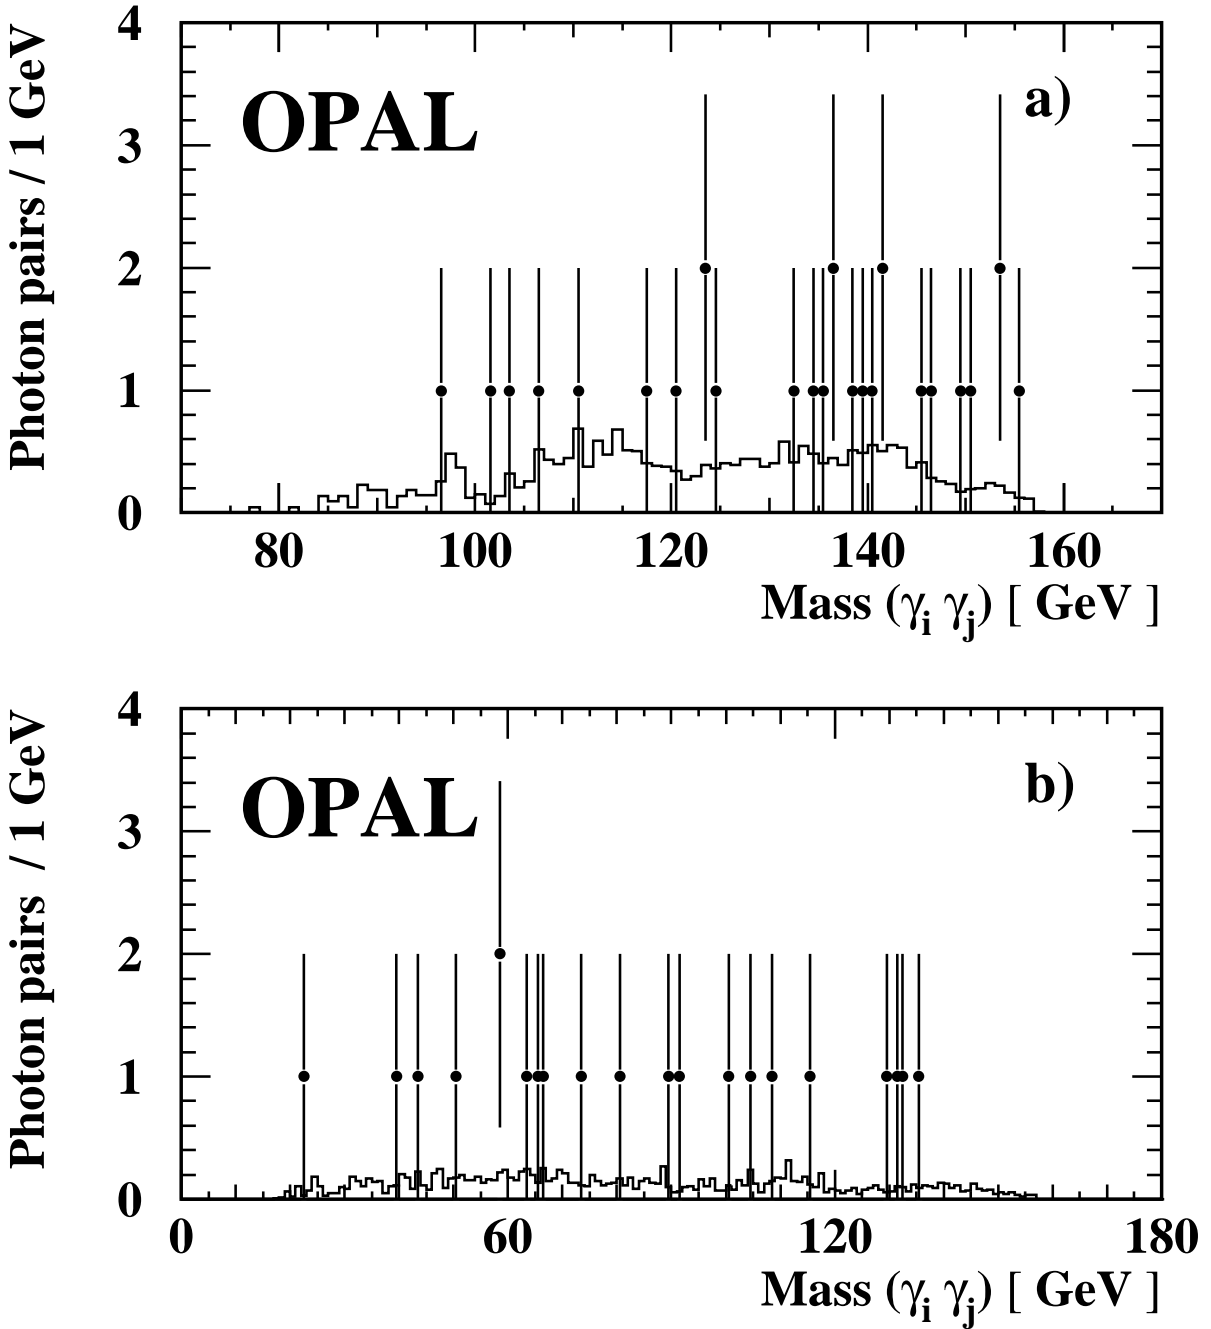 Photon pairs / 1 GeV
4
3
2
1
0
OPAL
a)
80 100 120 140 160
Mass (γi γj) [ GeV ]
Photon pairs / 1 GeV
4
3
2
1
0
OPAL
b)
0 60 120 180
Mass (γi γj) [ GeV ]